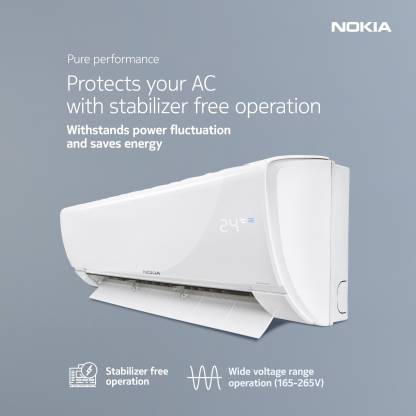 NOKIA
Pure performance
Protects your AC
with stabilizer free operation
Withstands power fluctuation
and saves energy
24
NOKIA
Stabilizer free
operation
Wide voltage range
operation (165-265V)